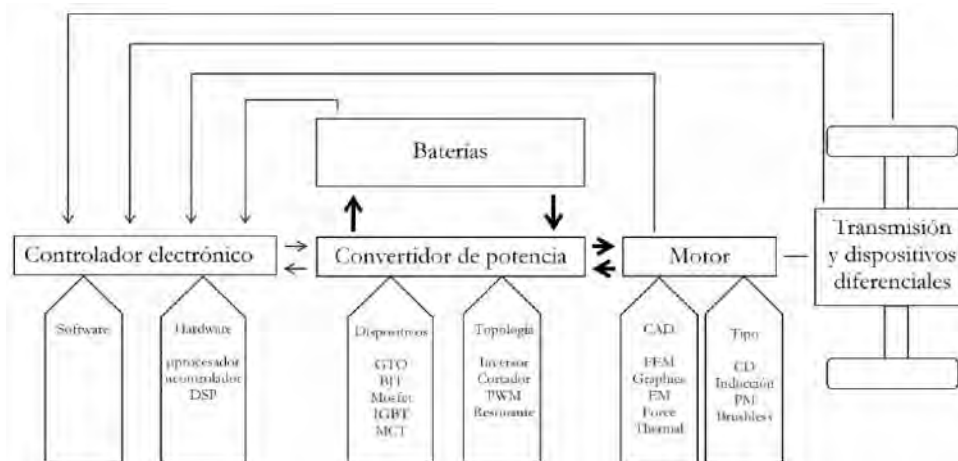 Baterías
Controlador electrónico
Convertidor de potencia
Motor
Transmisión
y dispositivos
diferenciales
Software
Hardware
μprocesador
μcontrolador
DSP
Dispositivos
GTO
BJT
Mosfet
IGBT
MCT
Topología
Inversor
Cortador
PWM
Resonante
CAD
FEM
Graphics
EM
Force
Thermal
Tipo
CD
Inducción
PM
Brushless